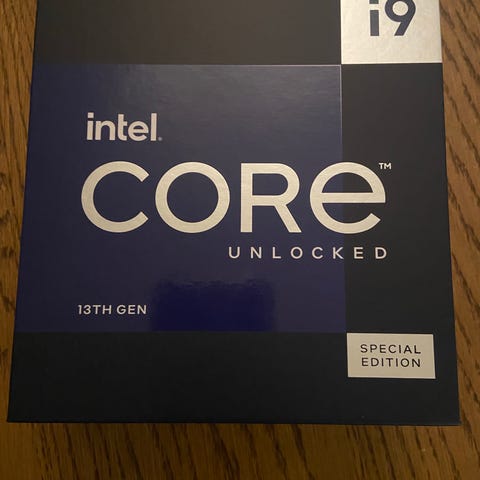 i9
intel.
CORE™
UNLOCKED
13TH GEN
SPECIAL
EDITION